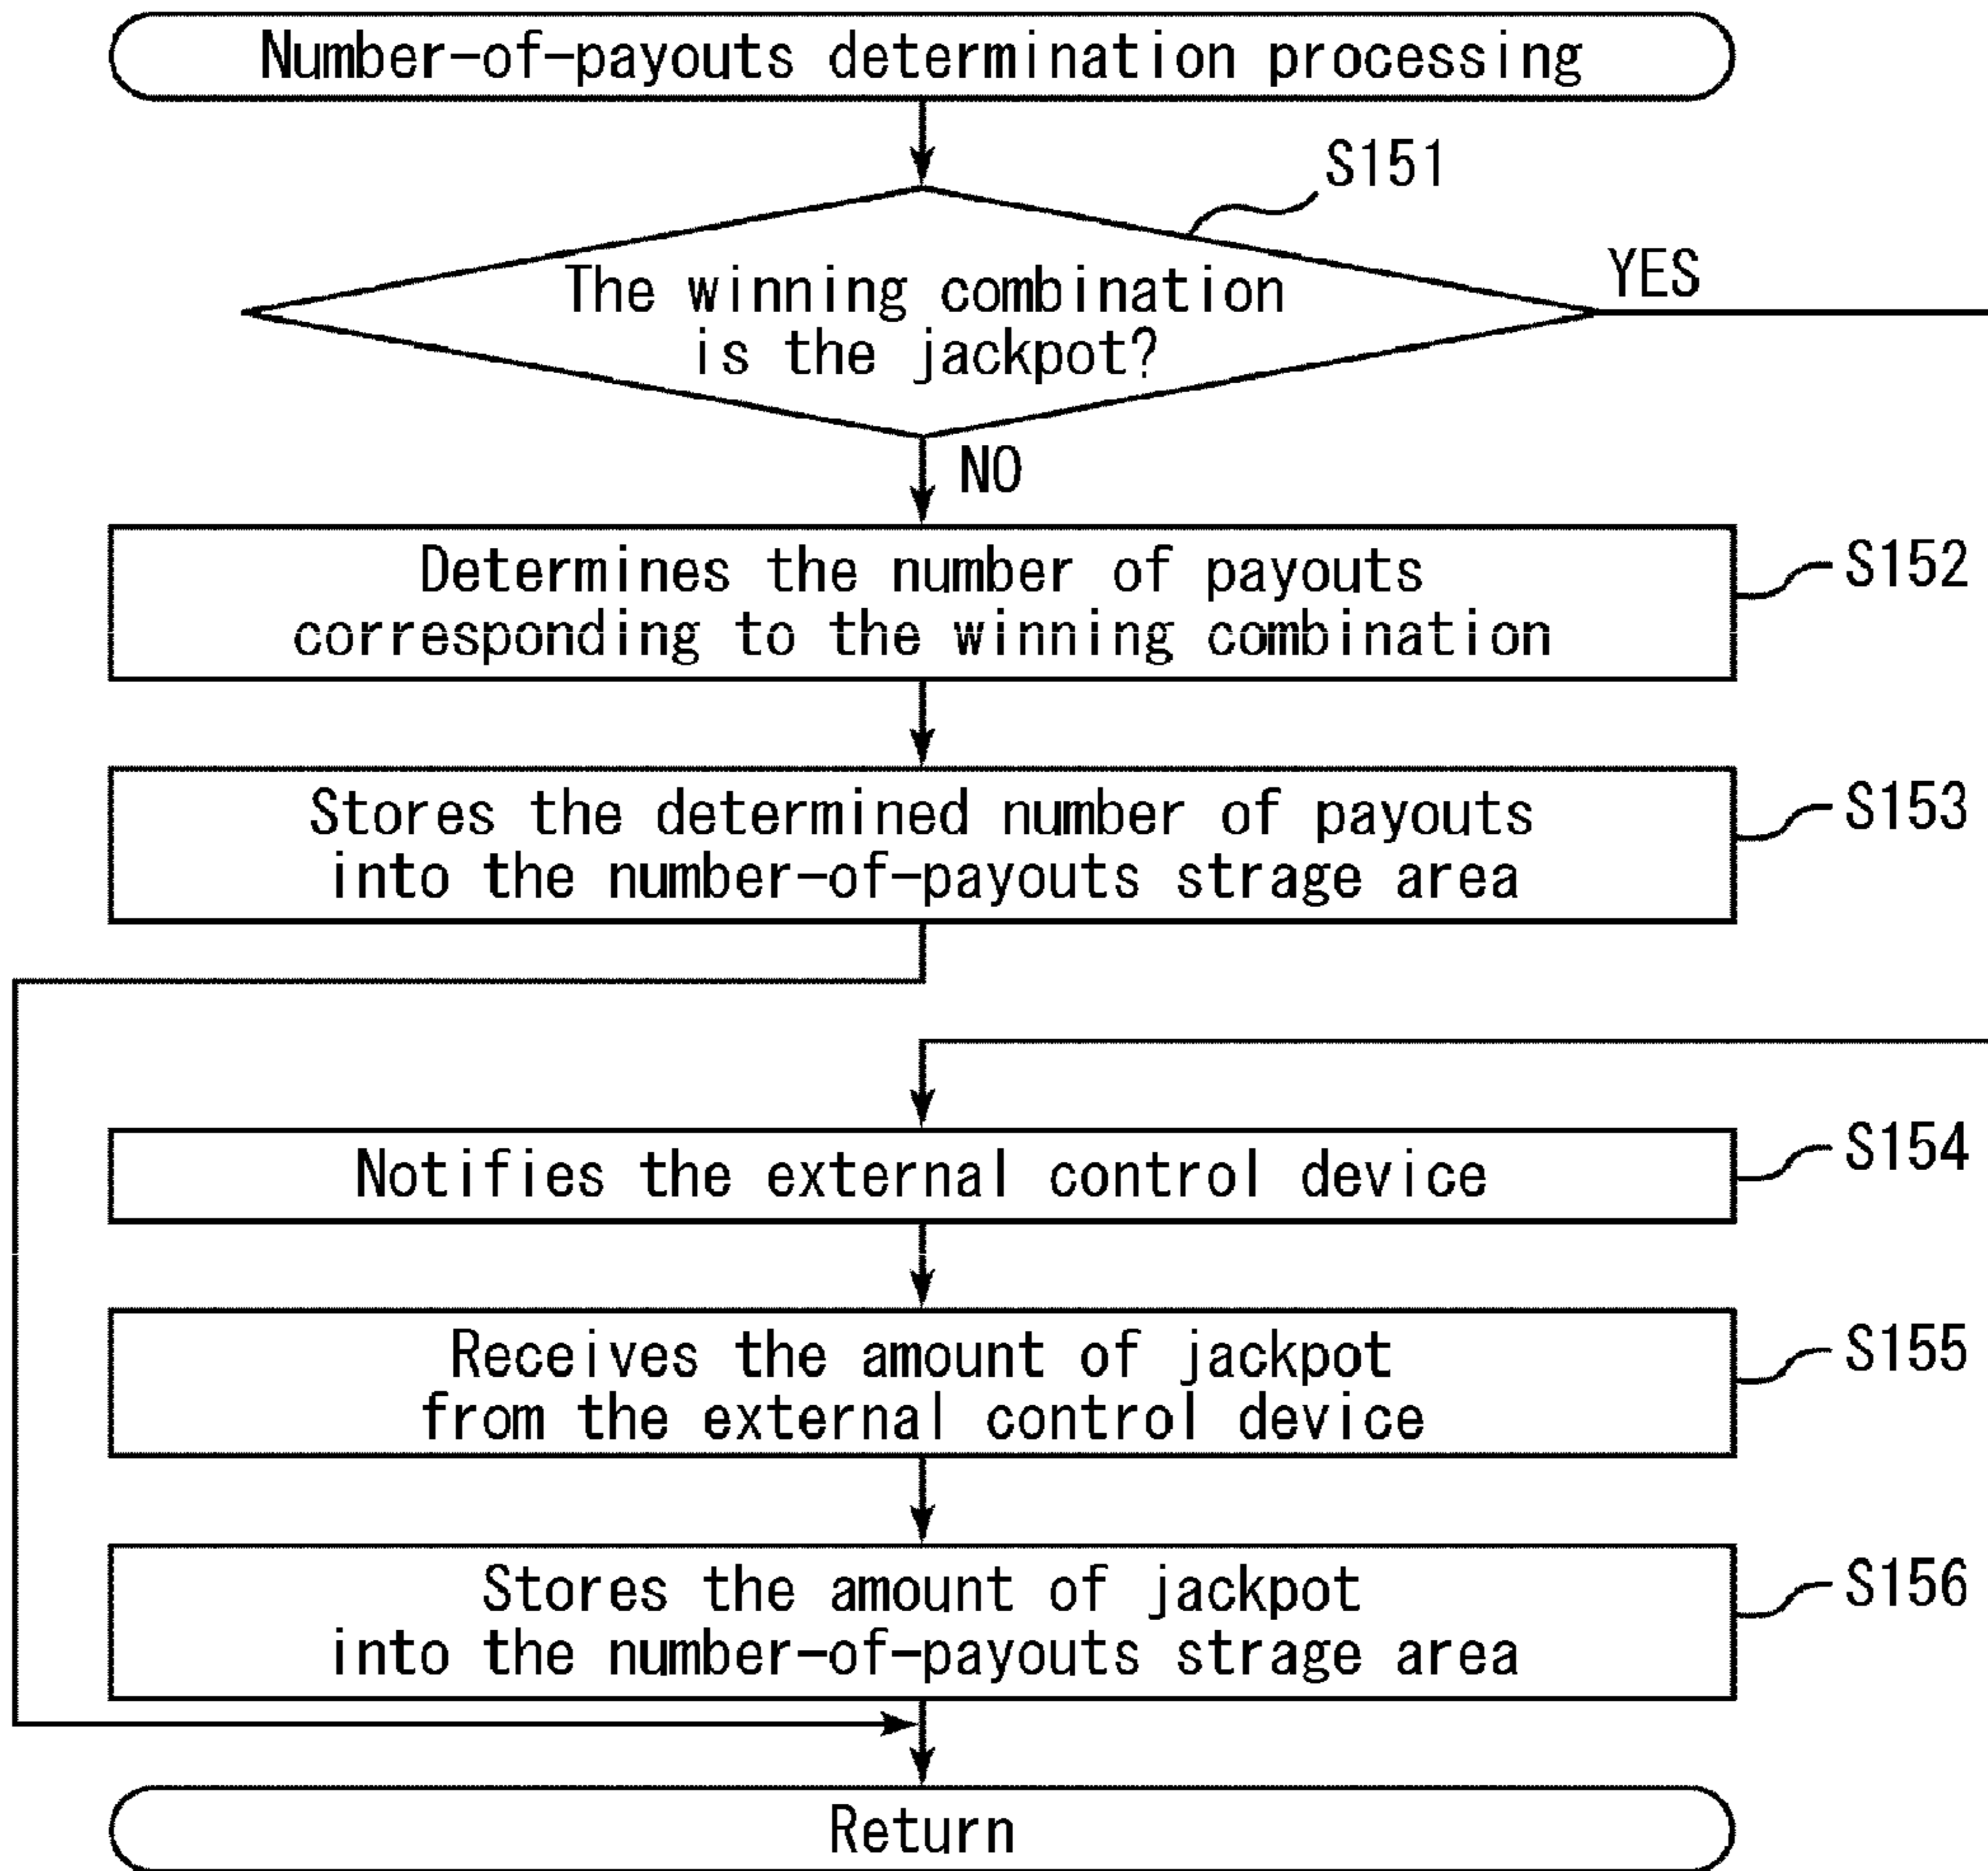 Number-of-payouts determination processing
S151
The winning combination
is the jackpot?
YES
NO
Determines the number of payouts
corresponding to the winning combination
S152
Stores the determined number of payouts
into the number-of-payouts strage area
S153
Notifies the external control device
S154
Receives the amount of jackpot
from the external control device
S155
Stores the amount of jackpot
into the number-of-payouts strage area
S156
Return